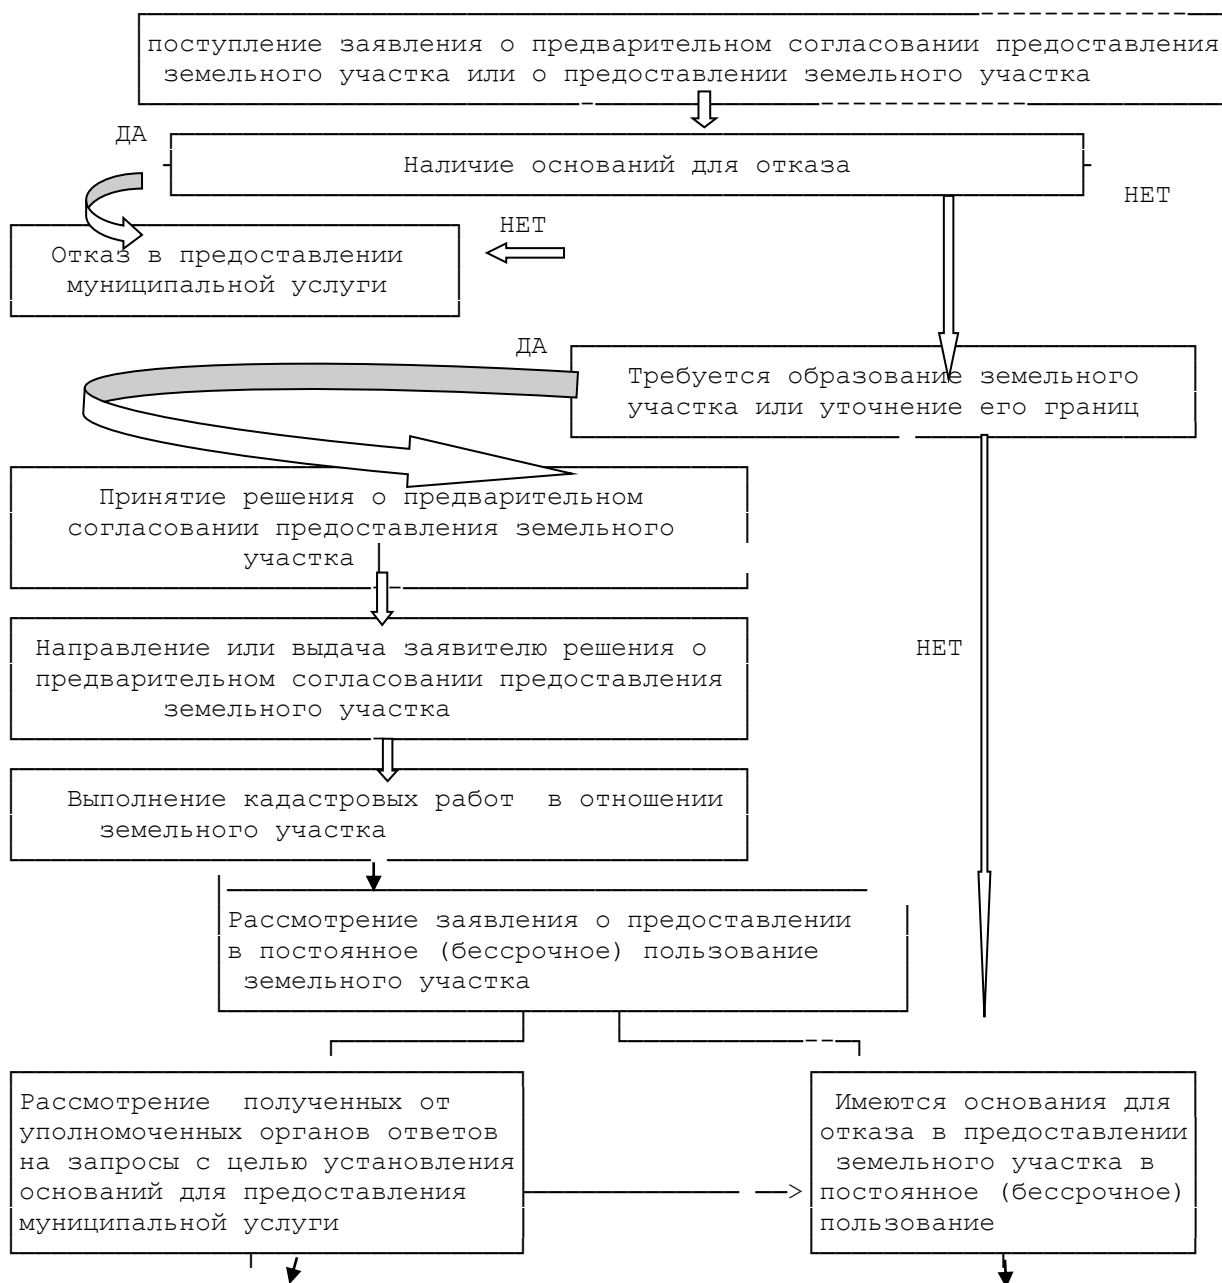 поступление заявления о предварительном согласовании предоставления
земельного участка или о предоставлении земельного участка
ДА
Наличие оснований для отказа
НЕТ
НЕТ
Отказ в предоставлении
муниципальной услуги
ДА
Требуется образование земельного
участка или уточнение его границ
Принятие решения о предварительном
согласовании предоставления земельного
участка
Направление или выдача заявителю решения о
предварительном согласовании предоставления
земельного участка
НЕТ
Выполнение кадастровых работ в отношении
земельного участка
Рассмотрение заявления о предоставлении
в постоянное (бессрочное) пользование
земельного участка
Рассмотрение полученных от
уполномоченных органов ответов
на запросы с целью установления
оснований для предоставления
муниципальной услуги
Имеются основания для
отказа в предоставлении
земельного участка в
постоянное (бессрочное)
пользование